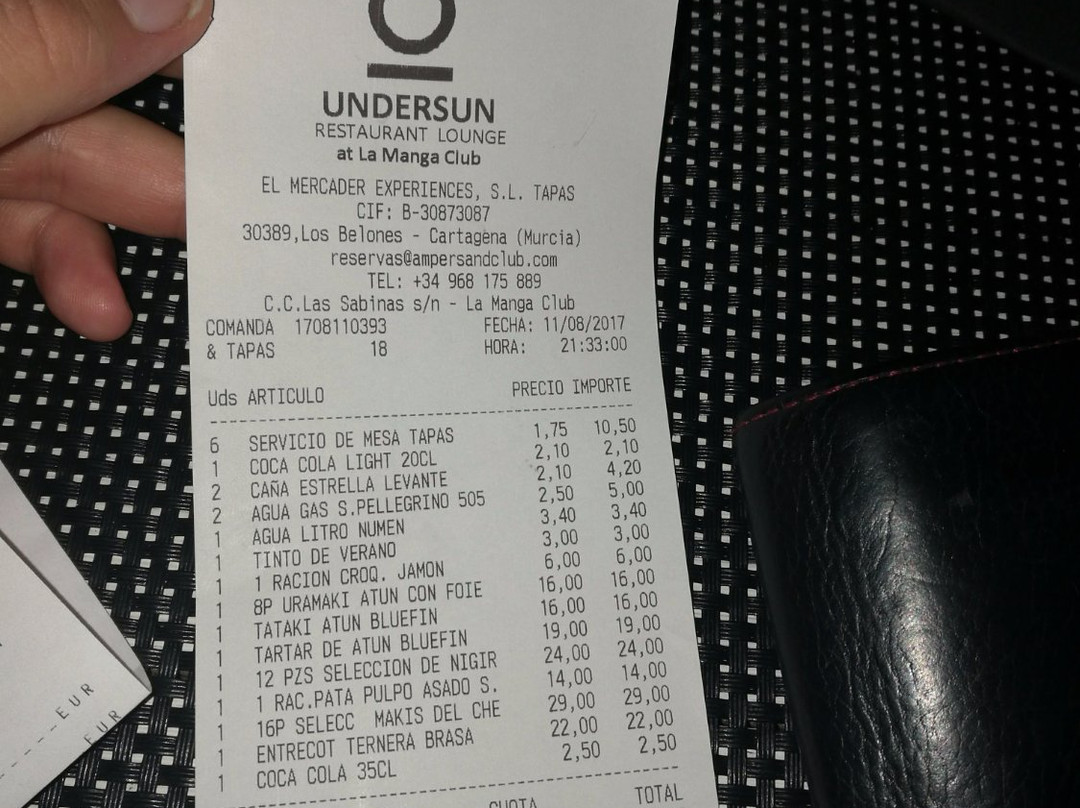 UNDERSUN
RESTAURANT LOUNGE
at La Manga Club
EL MERCADER EXPERIENCES, S.L. TAPAS
CIF: B-30873087
30389,Los Belones - Cartagena (Murcia)
reservas@ampersandclub.com
TEL: +34 968 175 889
C.C.Las Sabinas s/n - La Manga Club
COMANDA 1708110393 FECHA: 11/08/2017
& TAPAS 18 HORA: 21:33:00
Uds ARTICULO PRECIO IMPORTE
6 SERVICIO DE MESA TAPAS 1,75 10,50
1 COCA COLA LIGHT 20CL 2,10 2,10
2 CAÑA ESTRELLA LEVANTE 2,10 4,20
2 AGUA GAS S.PELLEGRINO 505 2,50 5,00
1 AGUA LITRO NUMEN 3,40 3,40
1 TINTO DE VERANO 3,00 3,00
1 1 RACION CROQ. JAMON 6,00 6,00
1 8P URAMAKI ATUN CON FOIE 16,00 16,00
1 TATAKI ATUN BLUEFIN 16,00 16,00
1 TARTAR DE ATUN BLUEFIN 19,00 19,00
1 12 PZS SELECCION DE NIGIR 24,00 24,00
1 1 RAC.PATA PULPO ASADO S. 14,00 14,00
1 16P SELECC MAKIS DEL CHE 29,00 29,00
1 ENTRECOT TERNERA BRASA 22,00 22,00
1 COCA COLA 35CL 2,50 2,50
CUOTA TOTAL
EUR
EUR